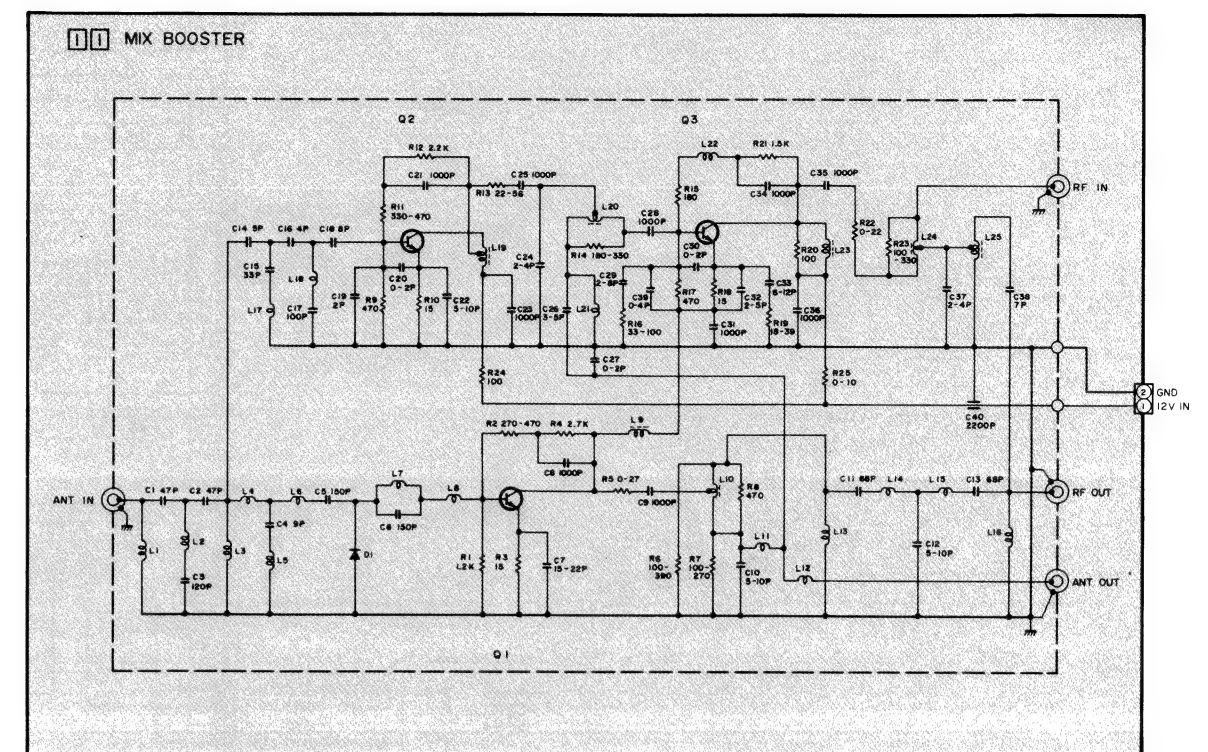 11 MIX BOOSTER
Q2
Q3
R12 2.2K
C21 1000P
R13 22-56
C25 1000P
L22
R21 1.5K
C34 1000P
C35 1000P
RF IN
R11
330-470
R15
180
L20
C28
1000P
R22
0-22
C14 5P
C16 4P
C18 8P
L19
R14 180-330
C30
0-2P
R20
100
L23
R23
100
-330
L24
L25
C15
33P
L18
C20
0-2P
C24
2-4P
C29
2-8P
C33
6-12P
L17
C17
100P
C19
2P
R9
470
R10
15
C22
5-10P
C23
1000P
C26
3-5P
L21
C39
0-4P
R17
470
R18
15
C32
2-5P
C36
1000P
C37
2-4P
C38
7P
R16
33-100
C31
1000P
R19
18-39
C27
0-2P
R24
100
R25
0-10
2 GND
1 12V IN
C40
2200P
R2 270-470
R4 2.7K
L9
C8 1000P
ANT IN
C1 47P
C2 47P
L4
L6
C5 150P
L7
C6 150P
L8
R5 0-27
C9 1000P
L10
R8
470
C11 68P
L14
L15
C13 68P
RF OUT
C4 9P
L1
L2
L3
L5
D1
C3
120P
R1
1.2K
R3
15
C7
15-22P
R6
100-
390
R7
100-
270
C10
5-10P
L11
L12
L13
C12
5-10P
L16
ANT OUT
Q1